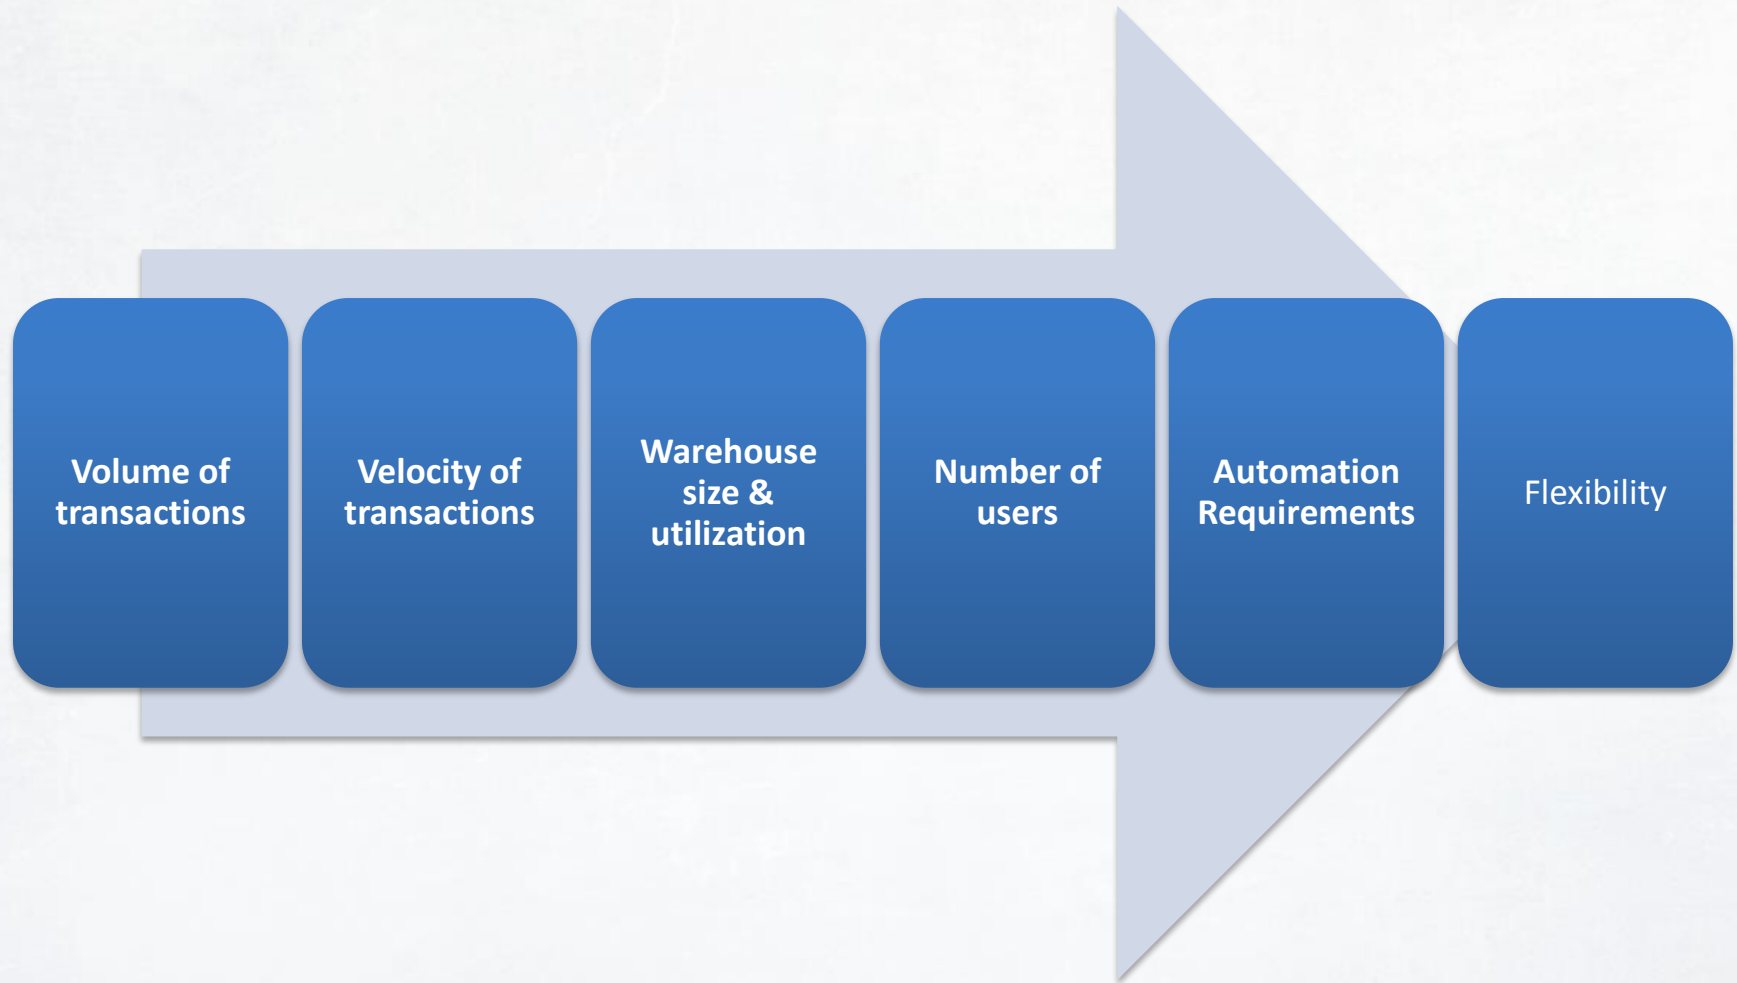 Volume of
transactions
Velocity of
transactions
Warehouse
size &
utilization
Number of
users
Automation
Requirements
Flexibility